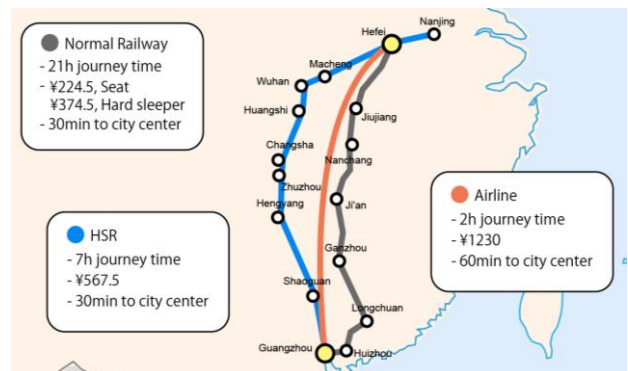 Normal Railway
- 21h journey time
- ¥224.5, Seat
¥374.5, Hard sleeper
- 30min to city center
Nanjing
Hefei
Macheng
Wuhan
Huangshi
Jiujiang
Changsha
Nanchang
Zhuzhou
Hengyang
Ji'an
Ganzhou
Shaoguan
Longchuan
Guangzhou
Huizhou
HSR
- 7h journey time
- ¥567.5
- 30min to city center
Airline
- 2h journey time
- ¥1230
- 60min to city center